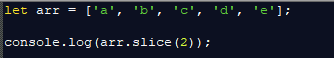 let arr = ['a', 'b', 'c', 'd', 'e'];
console.log(arr.slice(2));